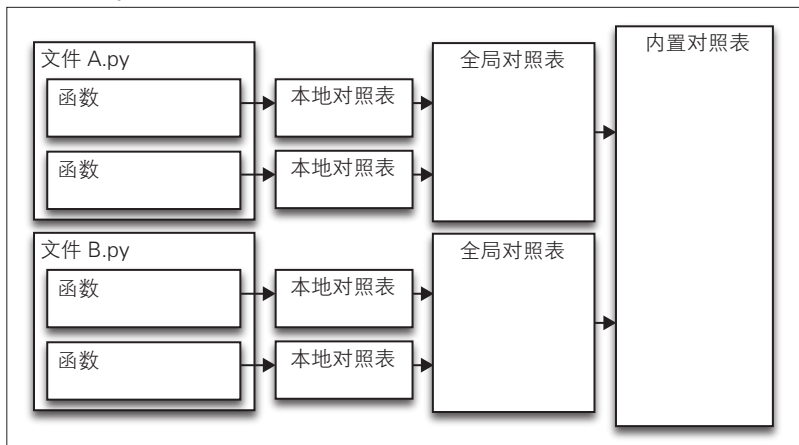 文件 A.py
函数
函数
本地对照表
本地对照表
全局对照表
文件 B.py
函数
函数
本地对照表
本地对照表
全局对照表
内置对照表